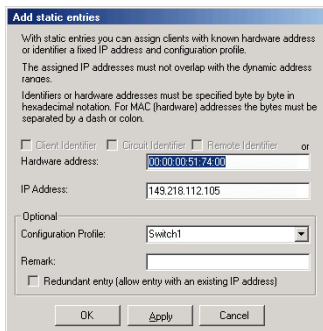 Add static entries
With static entries you can assign clients with known hardware address
or identifier a fixed IP address and configuration profile.
The assigned IP addresses must not overlap with the dynamic address
ranges.
Identifiers or hardware addresses must be specified byte by byte in
hexadecimal notation. For MAC (hardware) addresses the bytes must be
separated by a dash or colon.
Client Identifier Circuit Identifier Remote Identifier or
Hardware address: 00:00:00:51:74:00
IP Address: 149.218.112.105
Optional
Configuration Profile: Switch1
Remark:
Redundant entry (allow entry with an existing IP address)
OK Apply Cancel